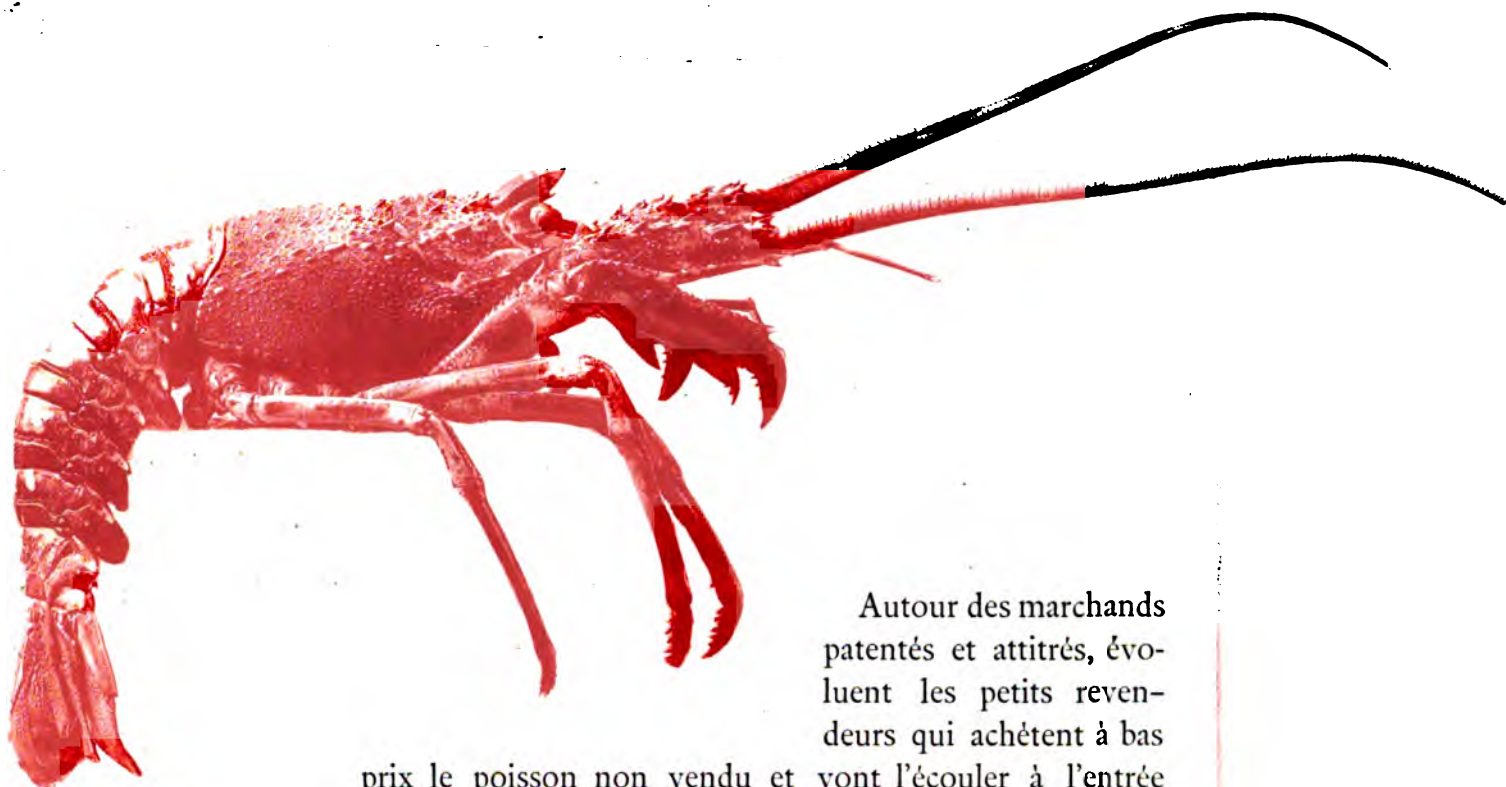 Autour des marchands
patentés et attitrés, évo-
luent les petits reven-
deurs qui achétent à bas
prix le poisson non vendu et vont l'écouler à l'entrée